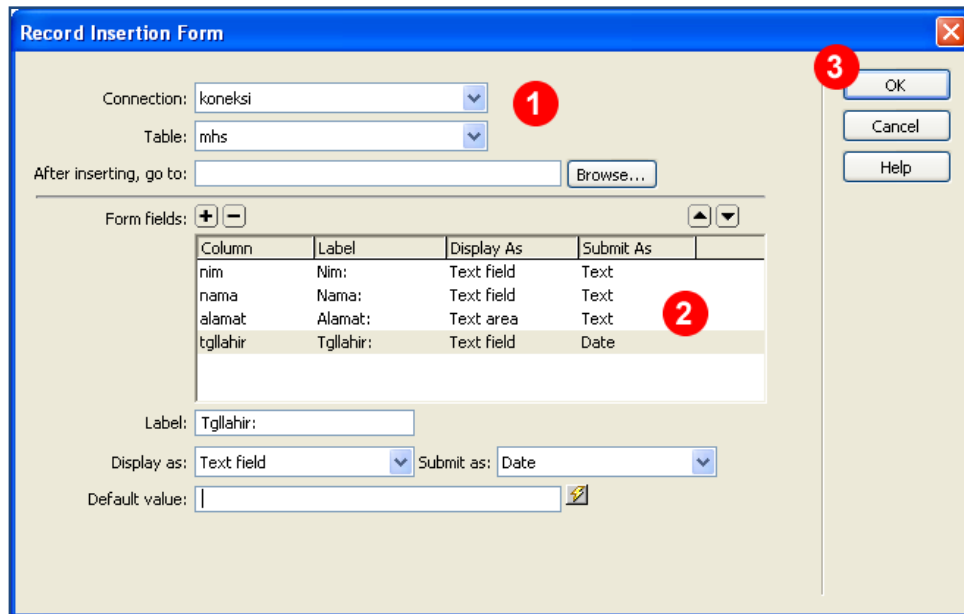 Record Insertion Form
3
OK
Connection: koneksi
1
Cancel
Table: mhs
Help
After inserting, go to: Browse...
Form fields:
Column Label Display As Submit As
nim Nim: Text field Text
nama Nama: Text field Text
alamat Alamat: Text area Text
2
tgllahir Tgllahir: Text field Date
Label: Tgllahir:
Display as: Text field Submit as: Date
Default value: